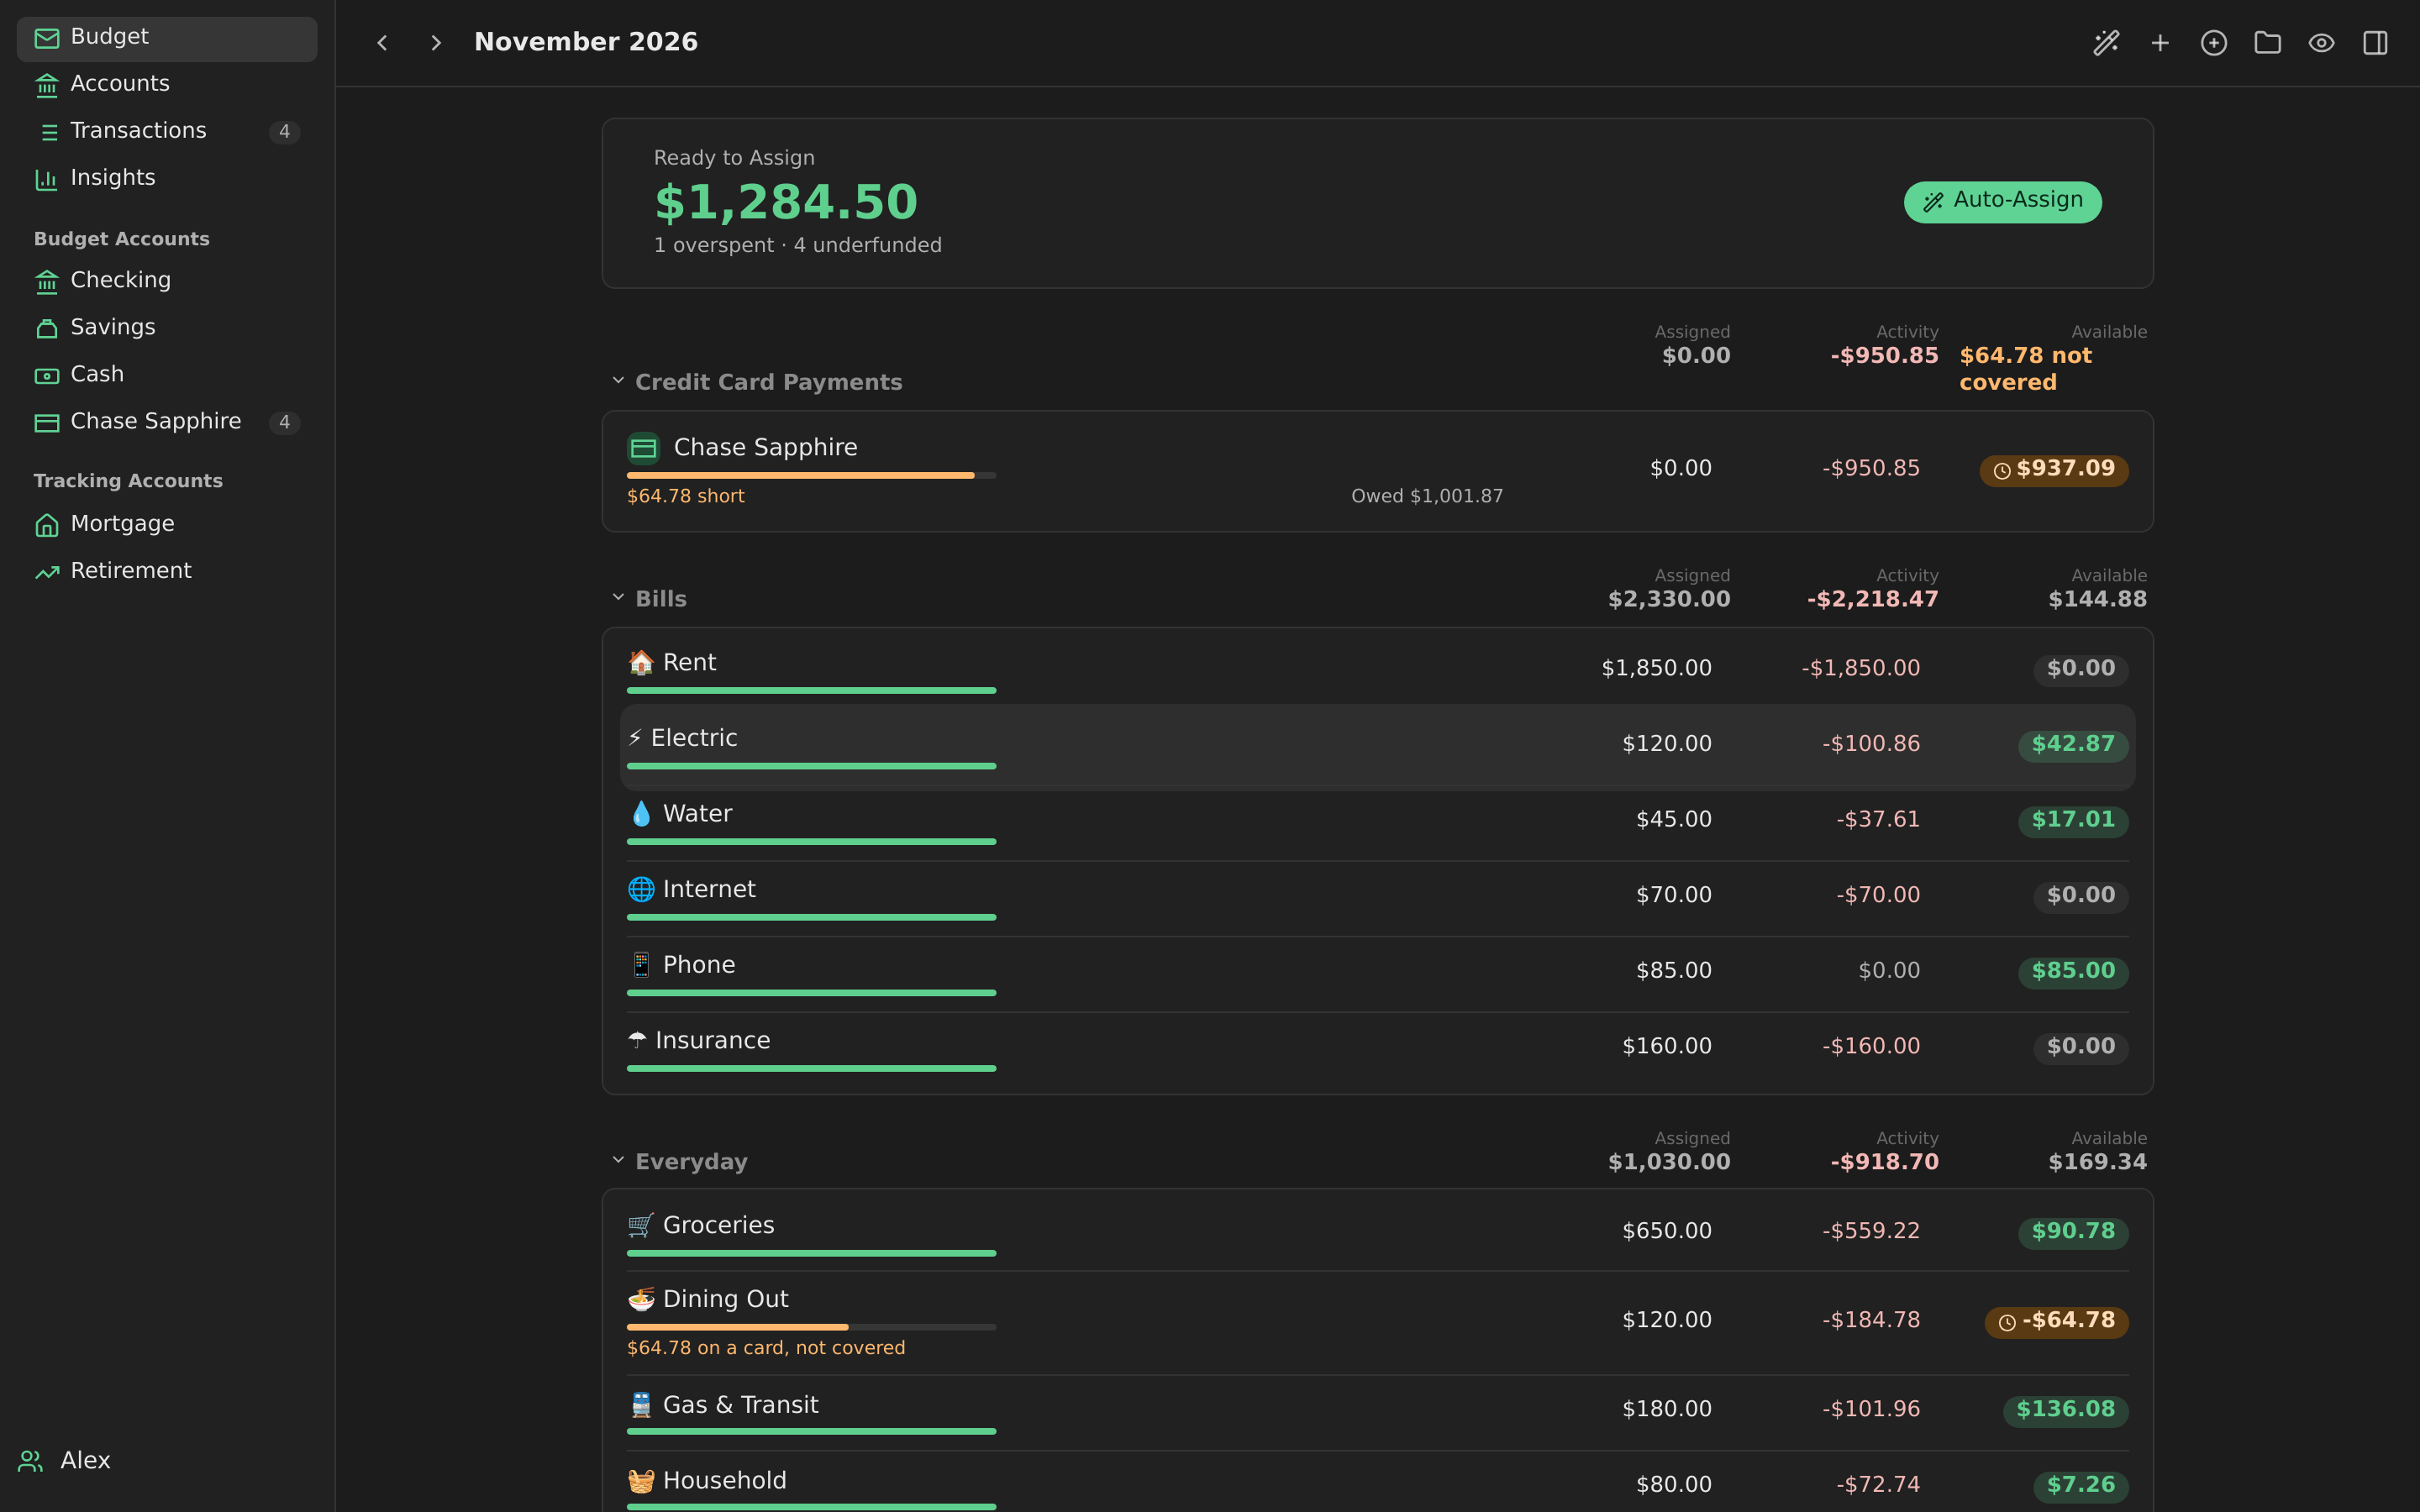 Budget
Accounts
Transactions 4
Insights
Budget Accounts
Checking
Savings
Cash
Chase Sapphire 4
Tracking Accounts
Mortgage
Retirement
Alex
November 2026
Ready to Assign
$1,284.50
1 overspent · 4 underfunded
Auto-Assign
Assigned Activity Available
Credit Card Payments $0.00 -$950.85 $64.78 not
covered
Chase Sapphire $0.00 -$950.85 $937.09
$64.78 short Owed $1,001.87
Assigned Activity Available
Bills $2,330.00 -$2,218.47 $144.88
Rent $1,850.00 -$1,850.00 $0.00
Electric $120.00 -$100.86 $42.87
Water $45.00 -$37.61 $17.01
Internet $70.00 -$70.00 $0.00
Phone $85.00 $0.00 $85.00
Insurance $160.00 -$160.00 $0.00
Assigned Activity Available
Everyday $1,030.00 -$918.70 $169.34
Groceries $650.00 -$559.22 $90.78
Dining Out $120.00 -$184.78 -$64.78
$64.78 on a card, not covered
Gas & Transit $180.00 -$101.96 $136.08
Household $80.00 -$72.74 $7.26